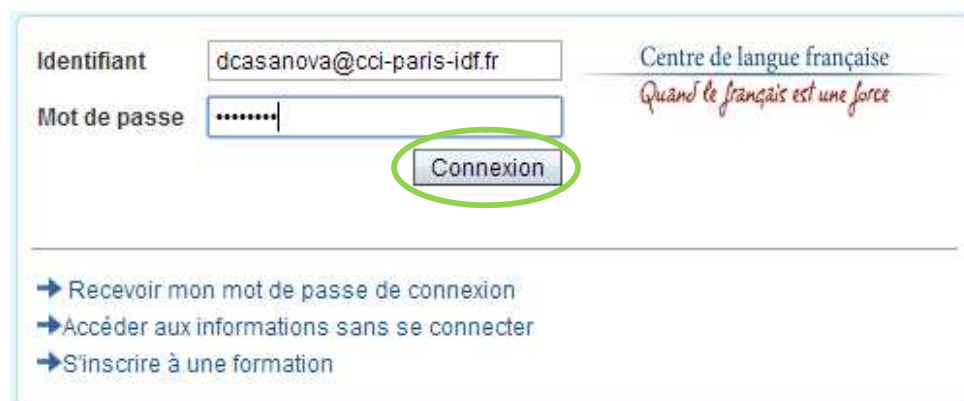 Identifiant dcasanova@cci-paris-idf.fr
Centre de langue française
Quand le français est une force
Mot de passe ••••••••
Connexion
Recevoir mon mot de passe de connexion
Accéder aux informations sans se connecter
S'inscrire à une formation